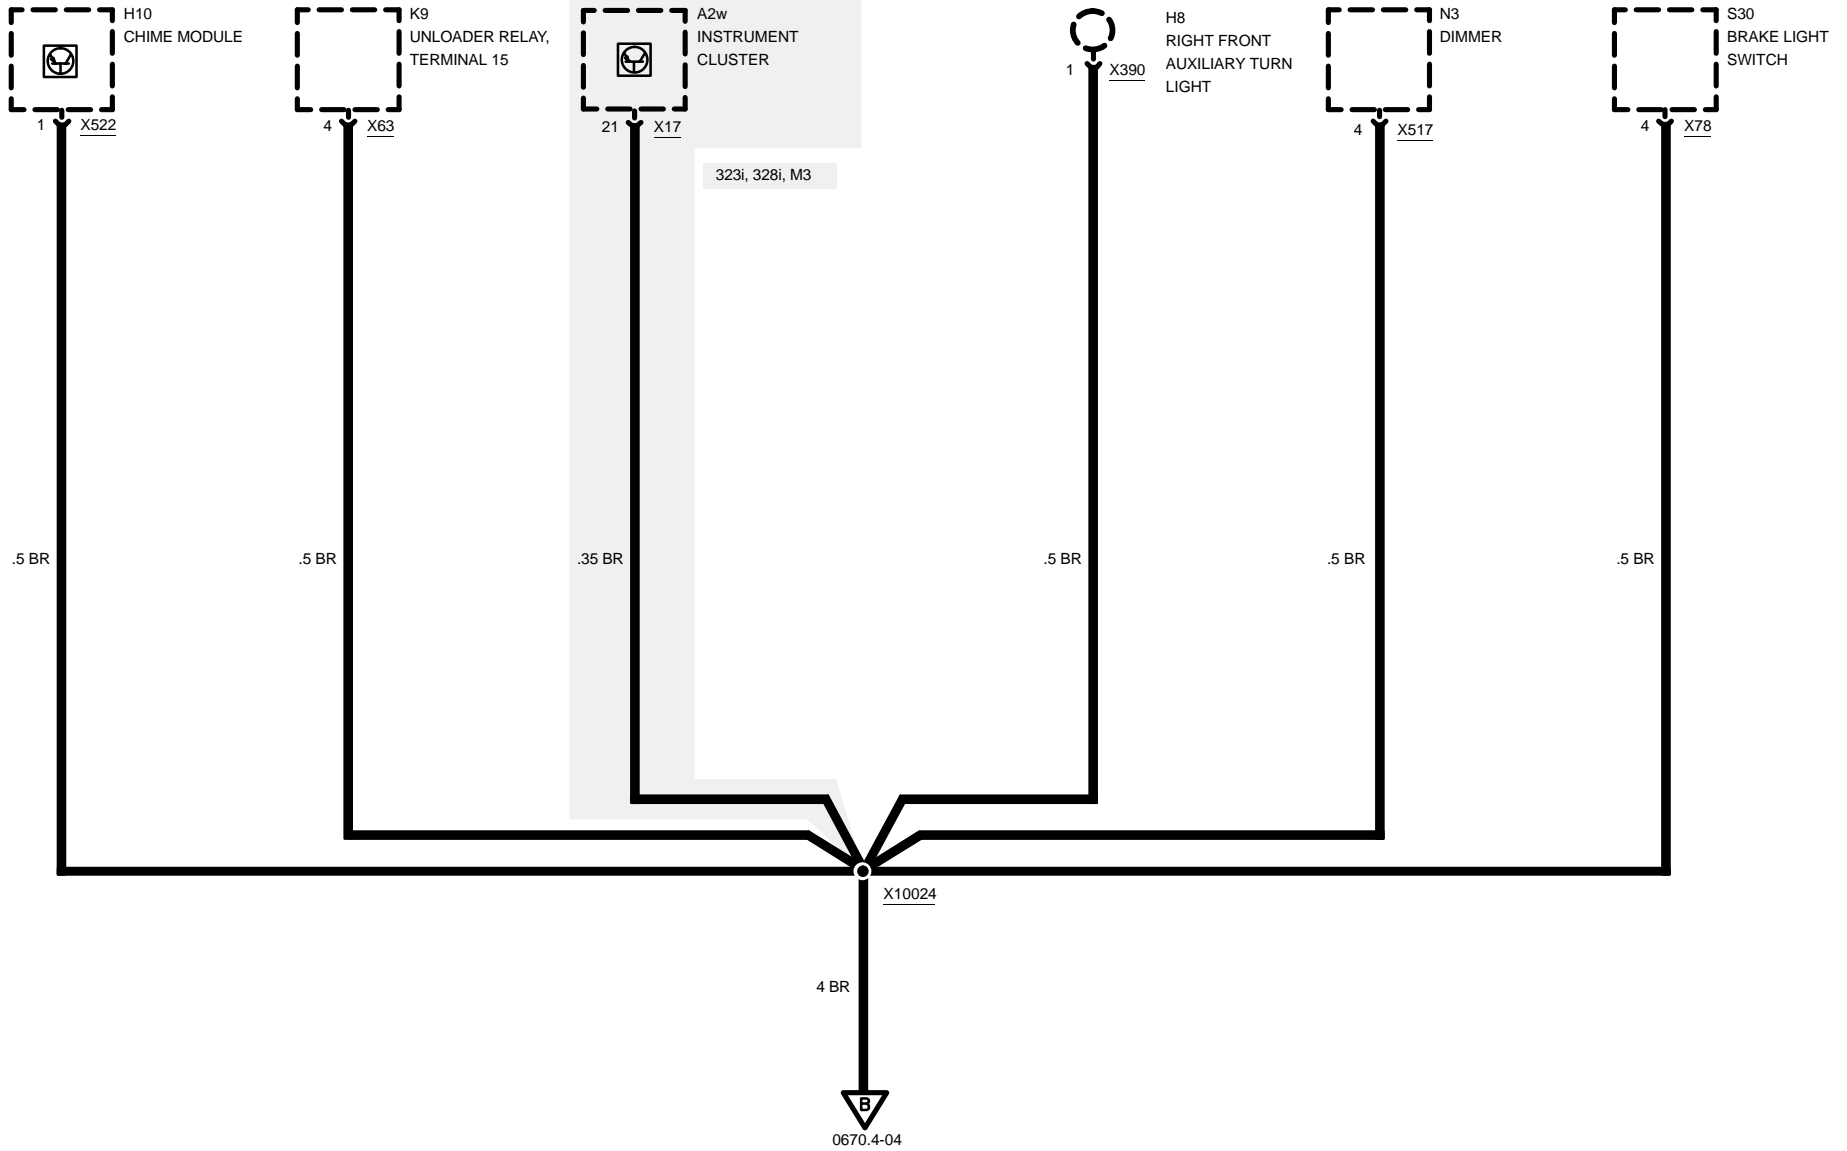 H10
CHIME MODULE
1 X522
K9
UNLOADER RELAY,
TERMINAL 15
4 X63
A2w
INSTRUMENT
CLUSTER
21 X17
323i, 328i, M3
H8
RIGHT FRONT
AUXILIARY TURN
LIGHT
1 X390
N3
DIMMER
4 X517
S30
BRAKE LIGHT
SWITCH
4 X78
.5 BR
.5 BR
.35 BR
.5 BR
.5 BR
.5 BR
X10024
4 BR
B
0670.4-04